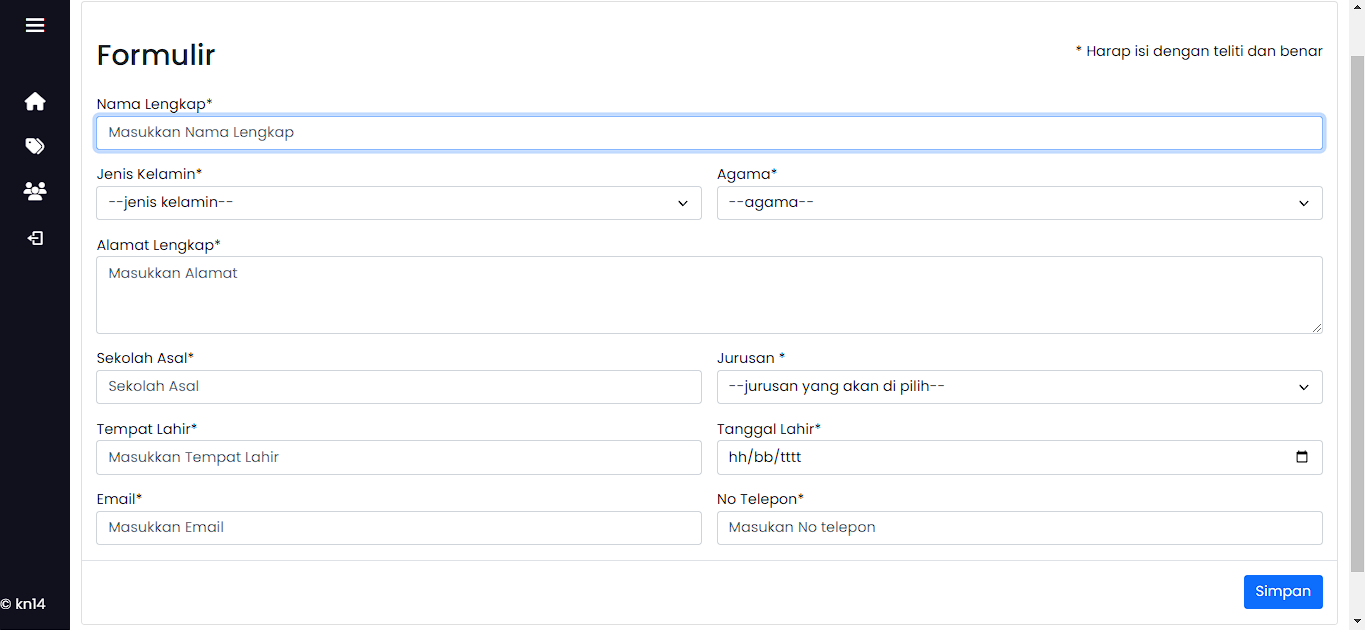 Formulir
* Harap isi dengan teliti dan benar
Nama Lengkap*
Masukkan Nama Lengkap
Jenis Kelamin*
Agama*
--jenis kelamin--
--agama--
Alamat Lengkap*
Masukkan Alamat
Sekolah Asal*
Jurusan *
Sekolah Asal
--jurusan yang akan di pilih--
Tempat Lahir*
Tanggal Lahir*
Masukkan Tempat Lahir
hh/bb/tttt
Email*
No Telepon*
Masukkan Email
Masukan No telepon
Simpan
© kn14